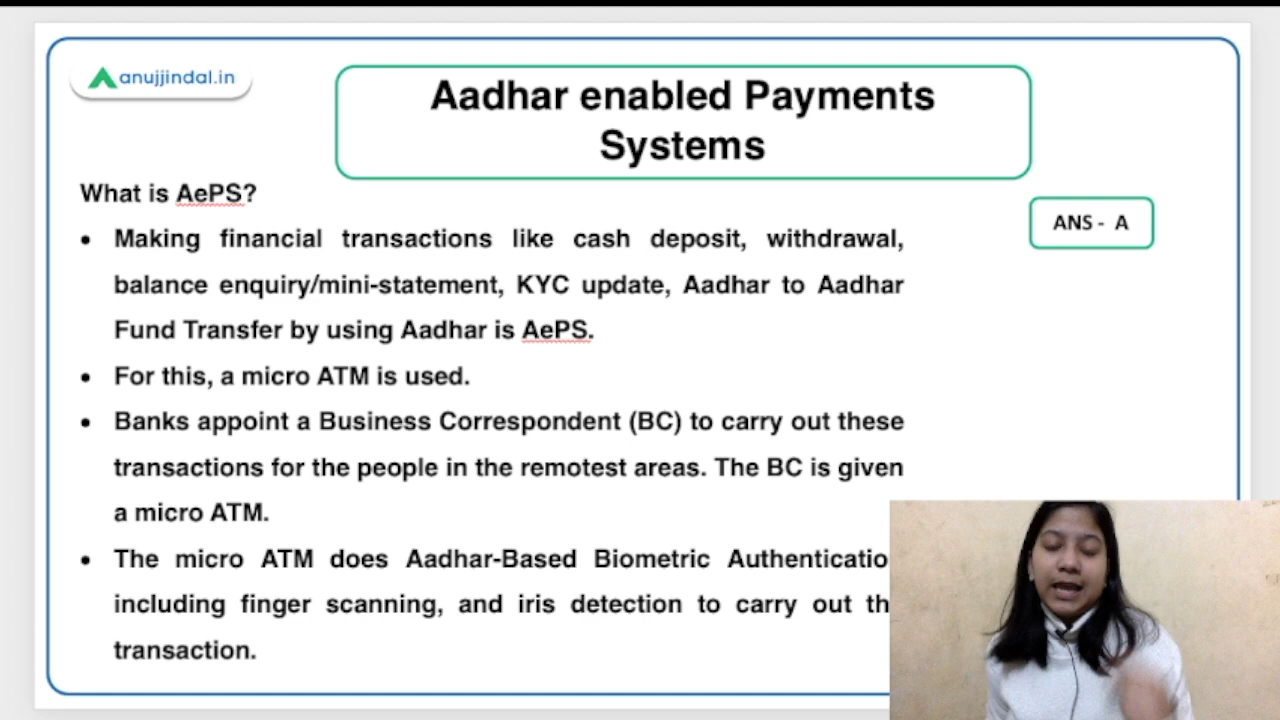 anujjindal.in
Aadhar enabled Payments
Systems
What is AePS?
ANS - A
• Making financial transactions like cash deposit, withdrawal,
balance enquiry/mini-statement, KYC update, Aadhar to Aadhar
Fund Transfer by using Aadhar is AePS.
• For this, a micro ATM is used.
• Banks appoint a Business Correspondent (BC) to carry out these
transactions for the people in the remotest areas. The BC is given
a micro ATM.
• The micro ATM does Aadhar-Based Biometric Authenticatio
including finger scanning, and iris detection to carry out th
transaction.